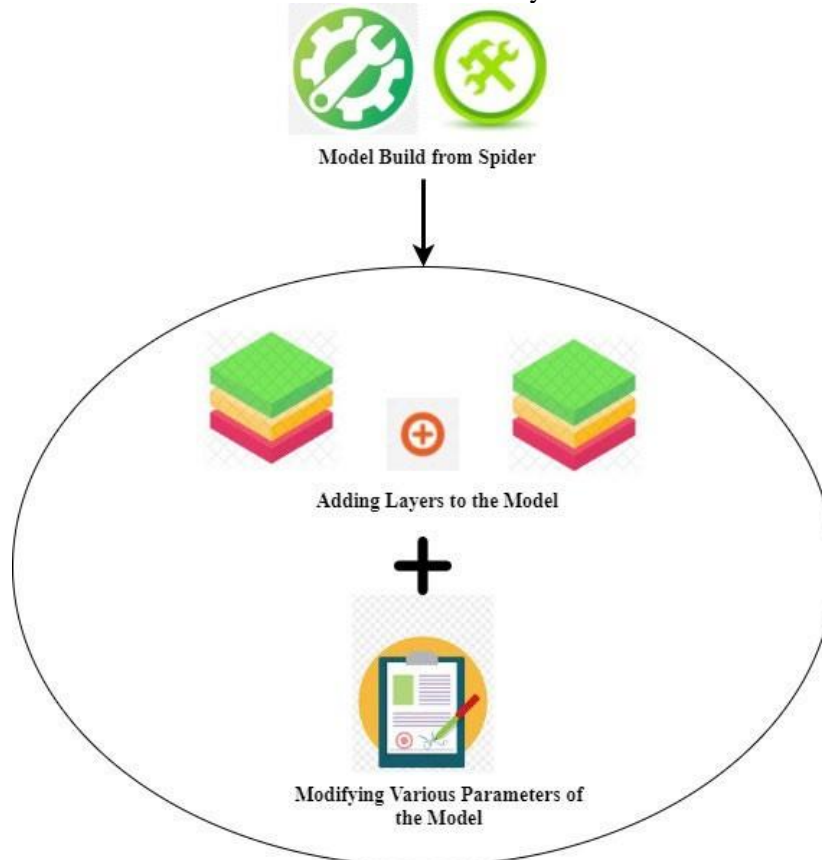 Model Build from Spider
Adding Layers to the Model
Modifying Various Parameters of
the Model